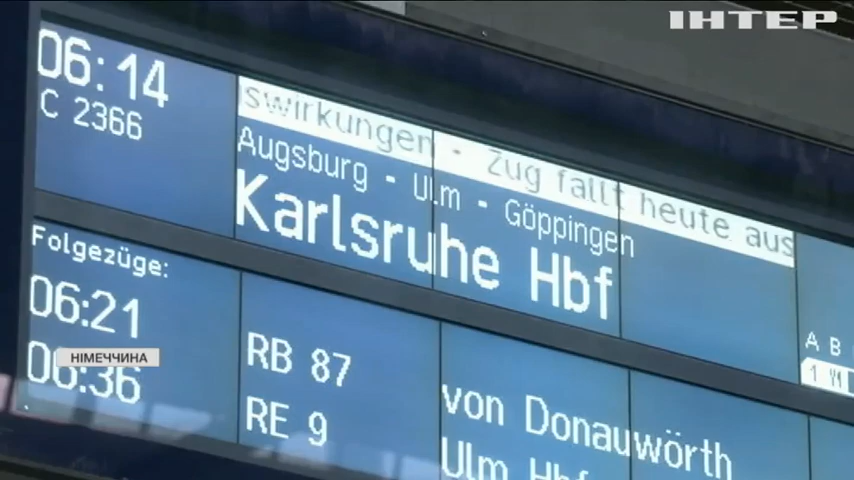 ІНТЕР
06:14
swirkungen - Zug fällt heute aus
C 2366
Augsburg - Ulm - Göppingen
Karlsruhe Hbf
A B
1
Folgezüge:
06:21 RB 87 von Donauwörth
НІМЕЧЧИНА
06:36 RE 9 Ulm Hbf